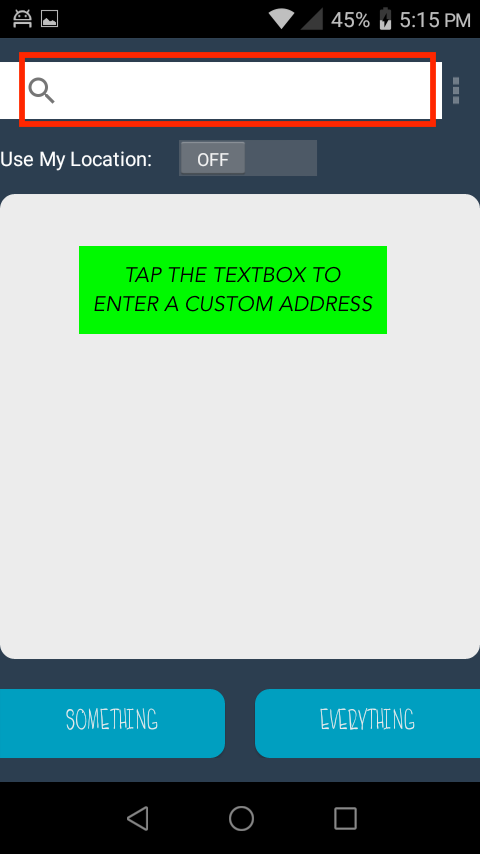 45% 5:15 PM
Use My Location: OFF
TAP THE TEXTBOX TO
ENTER A CUSTOM ADDRESS
SOMETHING EVERYTHING